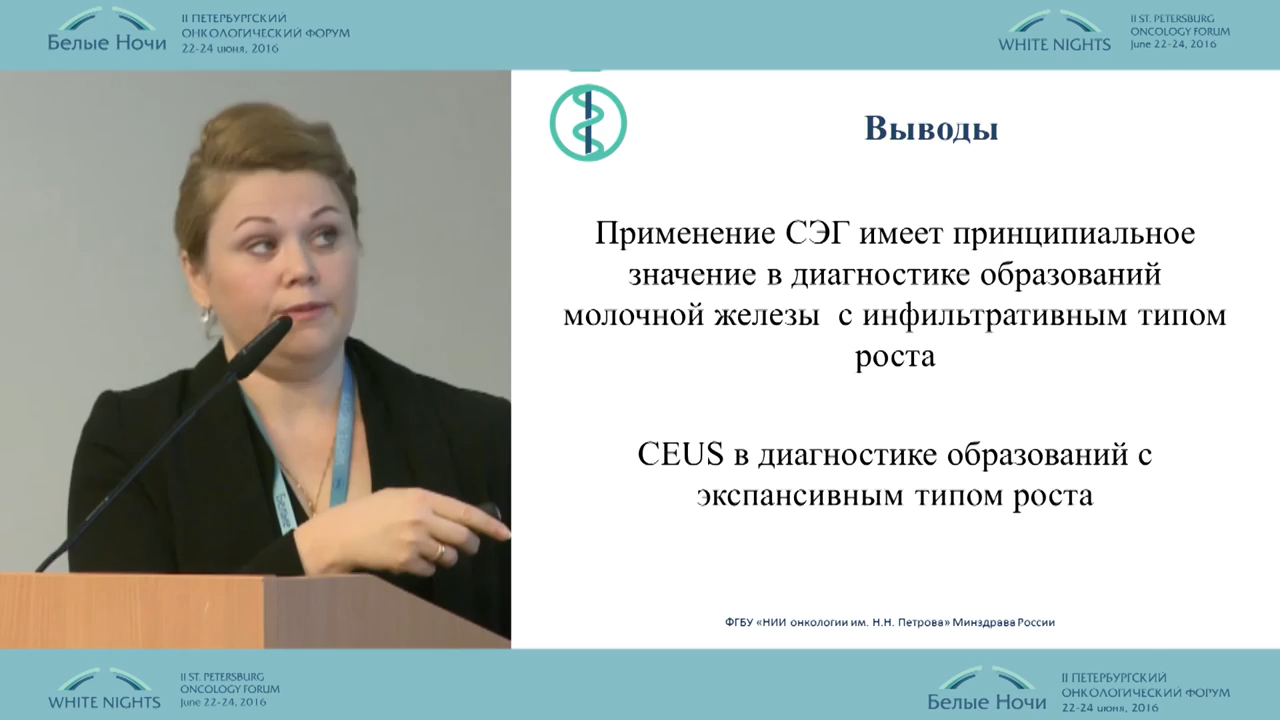 Белые Ночи
II ПЕТЕРБУРГСКИЙ
ОНКОЛОГИЧЕСКИЙ ФОРУМ
22-24 июня, 2016
WHITE NIGHTS
II ST. PETERSBURG
ONCOLOGY FORUM
June 22-24, 2016
Выводы
Применение СЭГ имеет принципиальное
значение в диагностике образований
молочной железы с инфильтративным типом
роста
CEUS в диагностике образований с
экспансивным типом роста
ФГБУ «НИИ онкологии им. Н.Н. Петрова» Минздрава России
WHITE NIGHTS
II ST. PETERSBURG
ONCOLOGY FORUM
June 22-24, 2016
Белые Ночи
II ПЕТЕРБУРГСКИЙ
ОНКОЛОГИЧЕСКИЙ ФОРУМ
22-24 июня, 2016